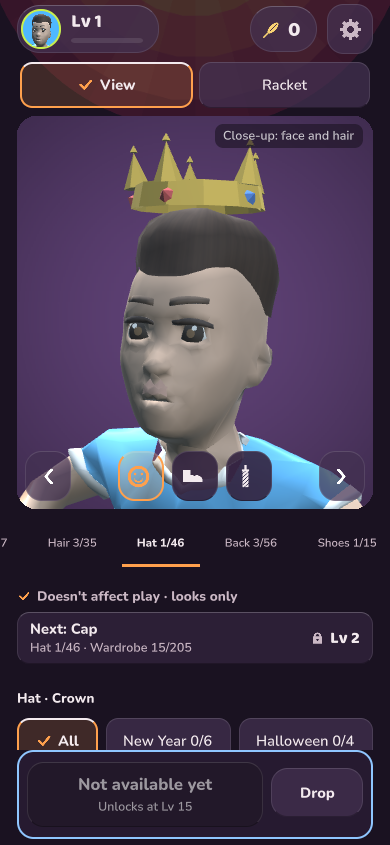 Lv 1
0
View
Racket
Close-up: face and hair
7
Hair 3/35
Hat 1/46
Back 3/56
Shoes 1/15
Doesn't affect play · looks only
Next: Cap
Hat 1/46 · Wardrobe 15/205
Lv 2
Hat · Crown
All
New Year 0/6
Halloween 0/4
Not available yet
Unlocks at Lv 15
Drop